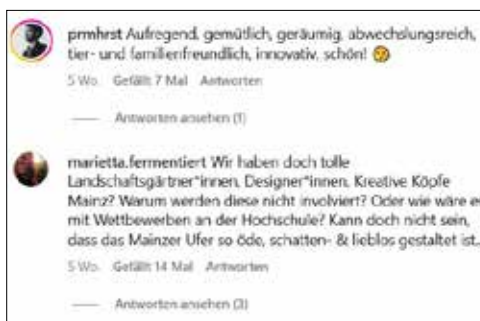 prmhrst Aufregend, gemütlich, geräumig, abwechslungsreich,
tier- und familienfreundlich, innovativ, schön!
5 Wo. Gefällt 7 Mal Antworten
Antworten ansehen (1)
marietta.fermentiert Wir haben doch tolle
Landschaftsgärtner*innen, Designer*innen, Kreative Köpfe
Mainz? Warum werden diese nicht involviert? Oder wie wäre e
mit Wettbewerben an der Hochschule? Kann doch nicht sein,
dass das Mainzer Ufer so öde, schatten- & lieblos gestaltet ist.
5 Wo. Gefällt 14 Mal Antworten
Antworten ansehen (3)